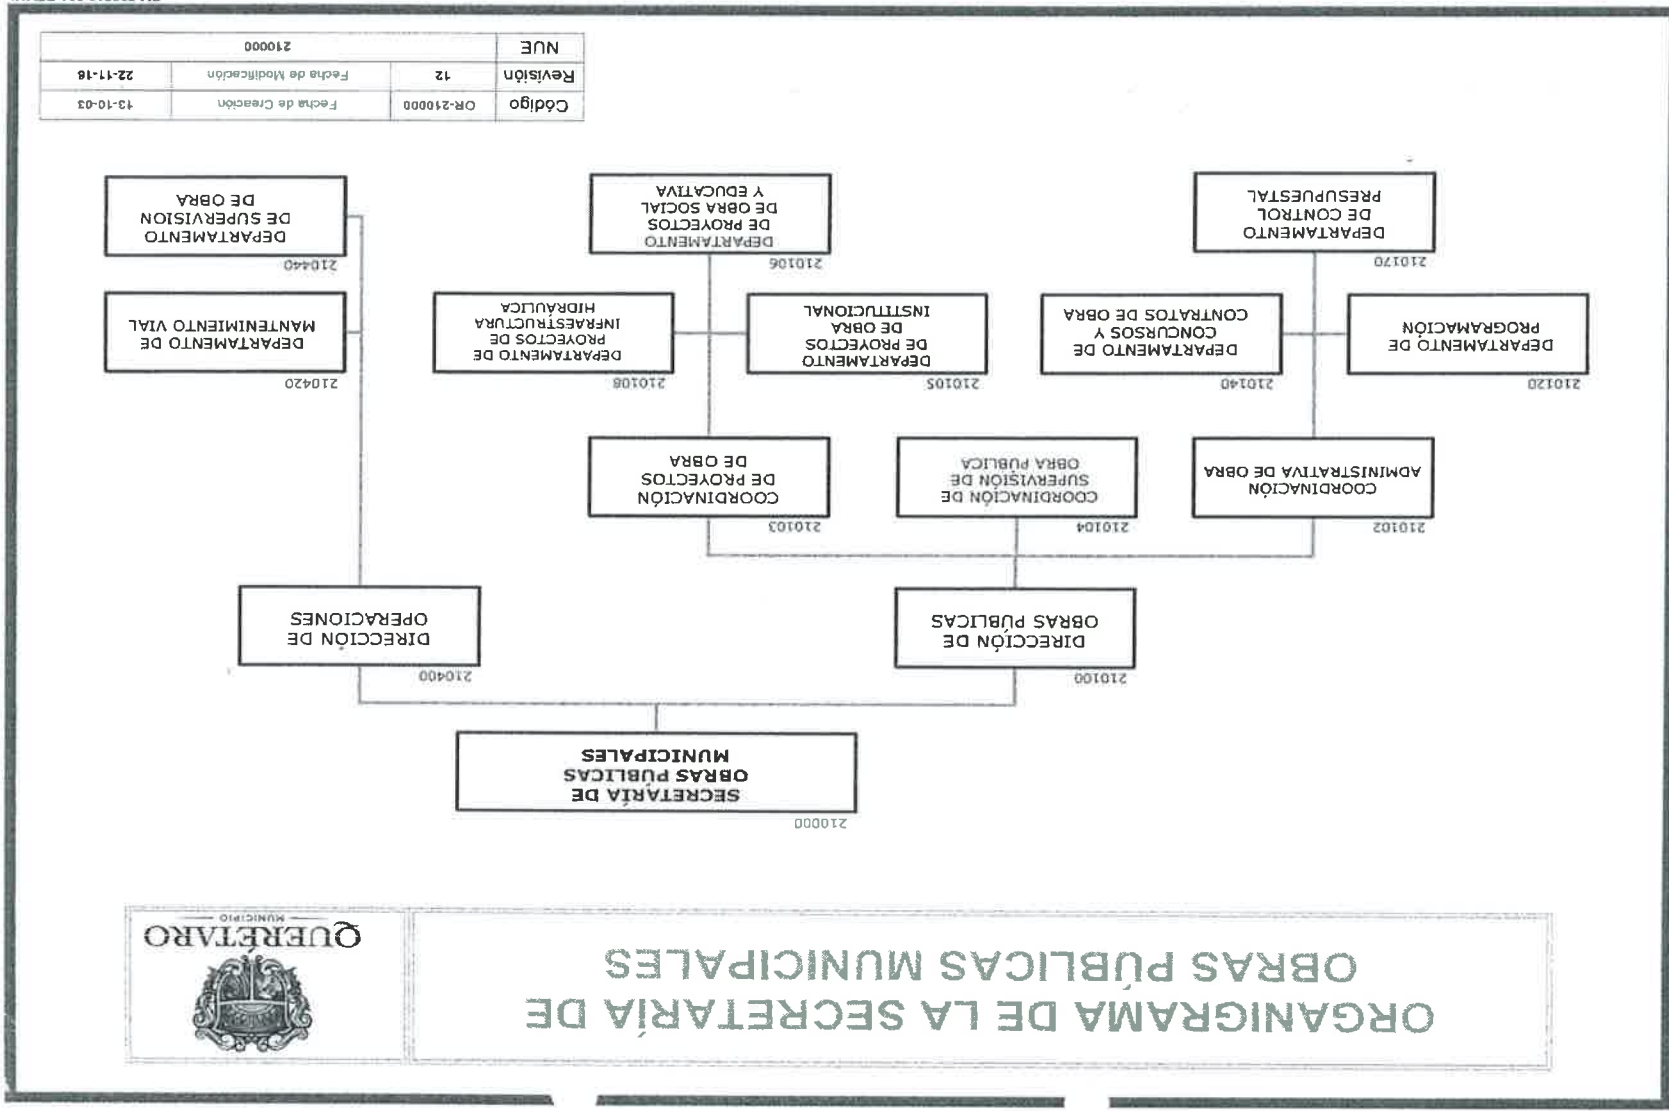 ORGANIGRAMA DE LA SECRETARÍA DE
OBRAS PÚBLICAS MUNICIPALES
QUERÉTARO
MUNICIPIO
210000
SECRETARÍA DE
OBRAS PÚBLICAS
MUNICIPALES
210100
DIRECCIÓN DE
OBRAS PÚBLICAS
210400
DIRECCIÓN DE
OPERACIONES
210102
COORDINACIÓN
ADMINISTRATIVA DE OBRA
210104
COORDINACIÓN DE
SUPERVISIÓN DE
OBRA PÚBLICA
210103
COORDINACIÓN
DE PROYECTOS
DE OBRA
210120
DEPARTAMENTO DE
PROGRAMACIÓN
210140
DEPARTAMENTO DE
CONCURSOS Y
CONTRATOS DE OBRA
210105
DEPARTAMENTO
DE PROYECTOS
DE OBRA
INSTITUCIONAL
210108
DEPARTAMENTO DE
PROYECTOS DE
INFRAESTRUCTURA
HIDRÁULICA
210420
DEPARTAMENTO DE
MANTENIMIENTO VIAL
210170
DEPARTAMENTO
DE CONTROL
PRESUPUESTAL
210106
DEPARTAMENTO
DE PROYECTOS
DE OBRA SOCIAL
Y EDUCATIVA
210440
DEPARTAMENTO
DE SUPERVISION
DE OBRA
Código OR-210000 Fecha de Creación 13-10-03
Revisión 12 Fecha de Modificación 22-11-18
NUE 210000